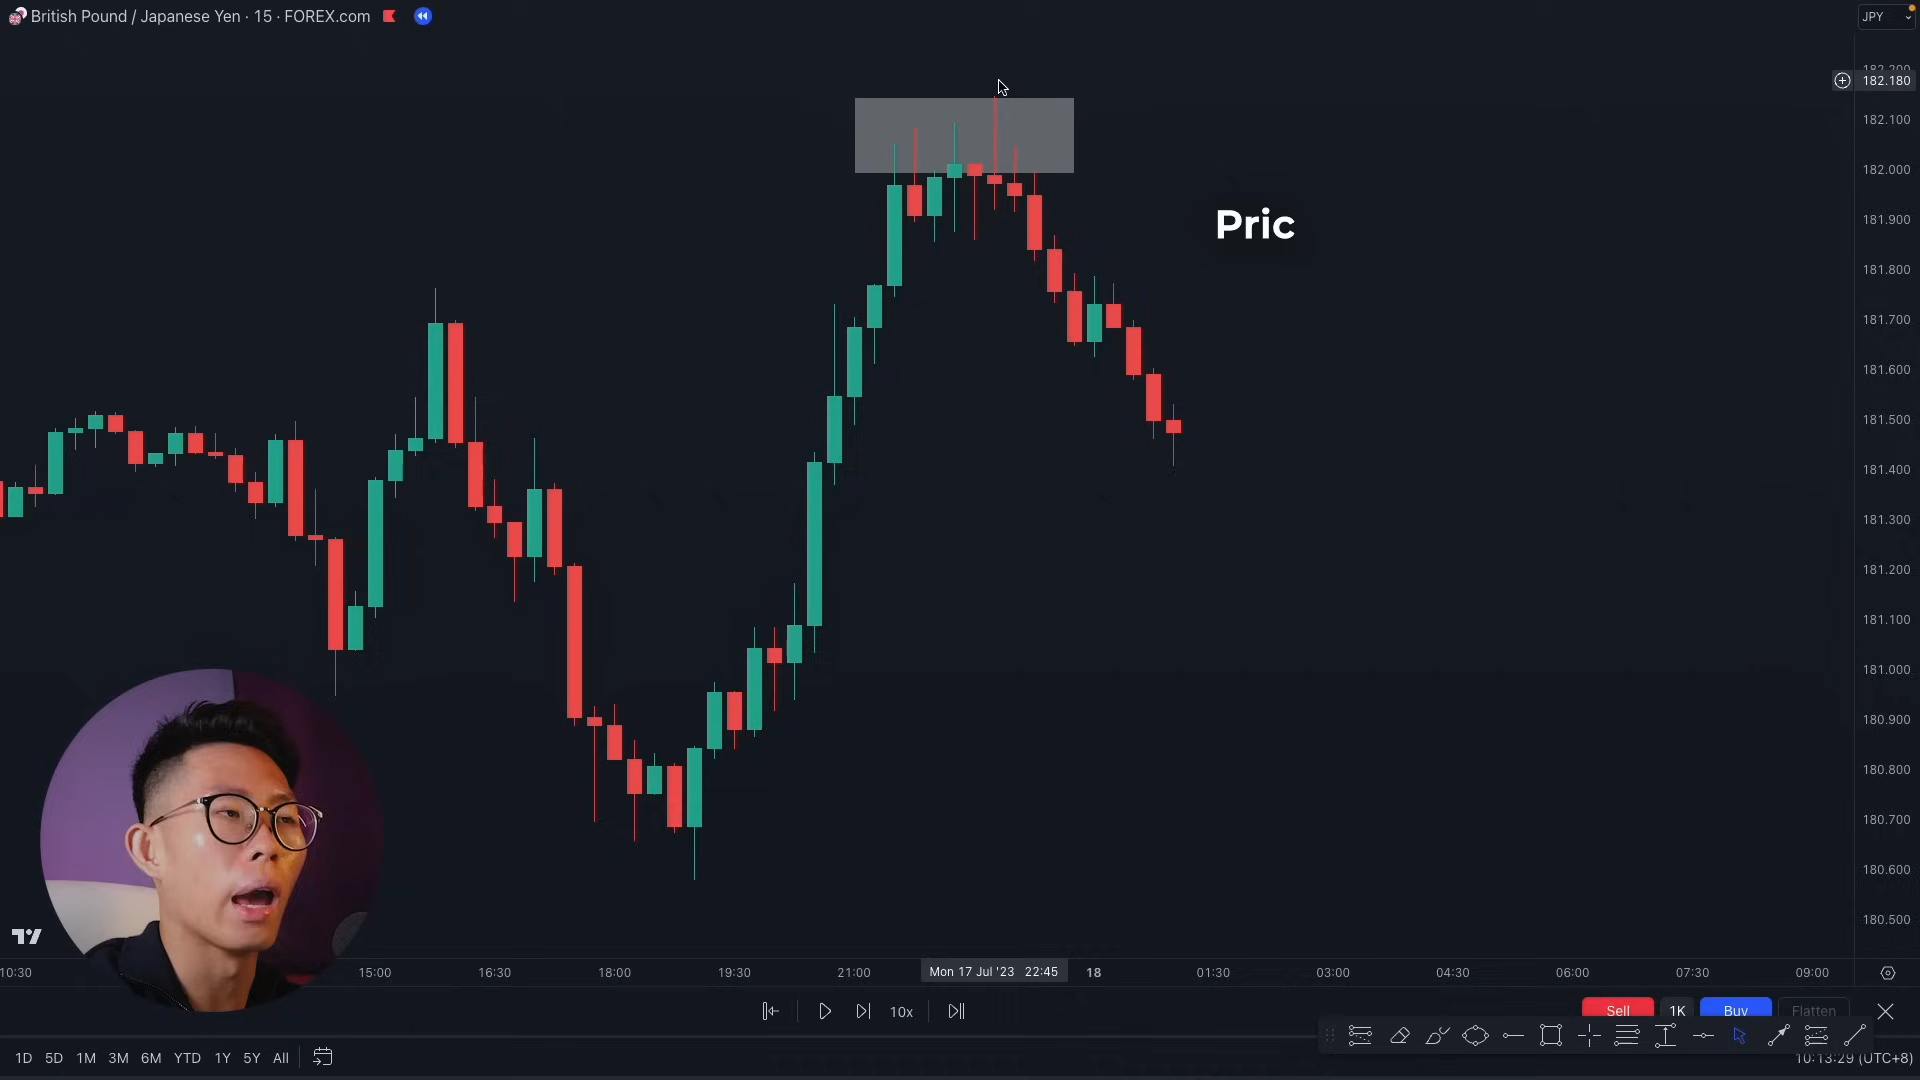 British Pound / Japanese Yen · 15 · FOREX.com
JPY
182.200
182.180
182.100
182.000
181.900
Pric
181.800
181.700
181.600
181.500
181.400
181.300
181.200
181.100
181.000
180.900
180.800
180.700
180.600
180.500
10:30 15:00 16:30 18:00 19:30 21:00 Mon 17 Jul '23 22:45 18 01:30 03:00 04:30 06:00 07:30 09:00
10x
Sell 1K Buy Flatten
1D 5D 1M 3M 6M YTD 1Y 5Y All
10:13:29 (UTC+8)